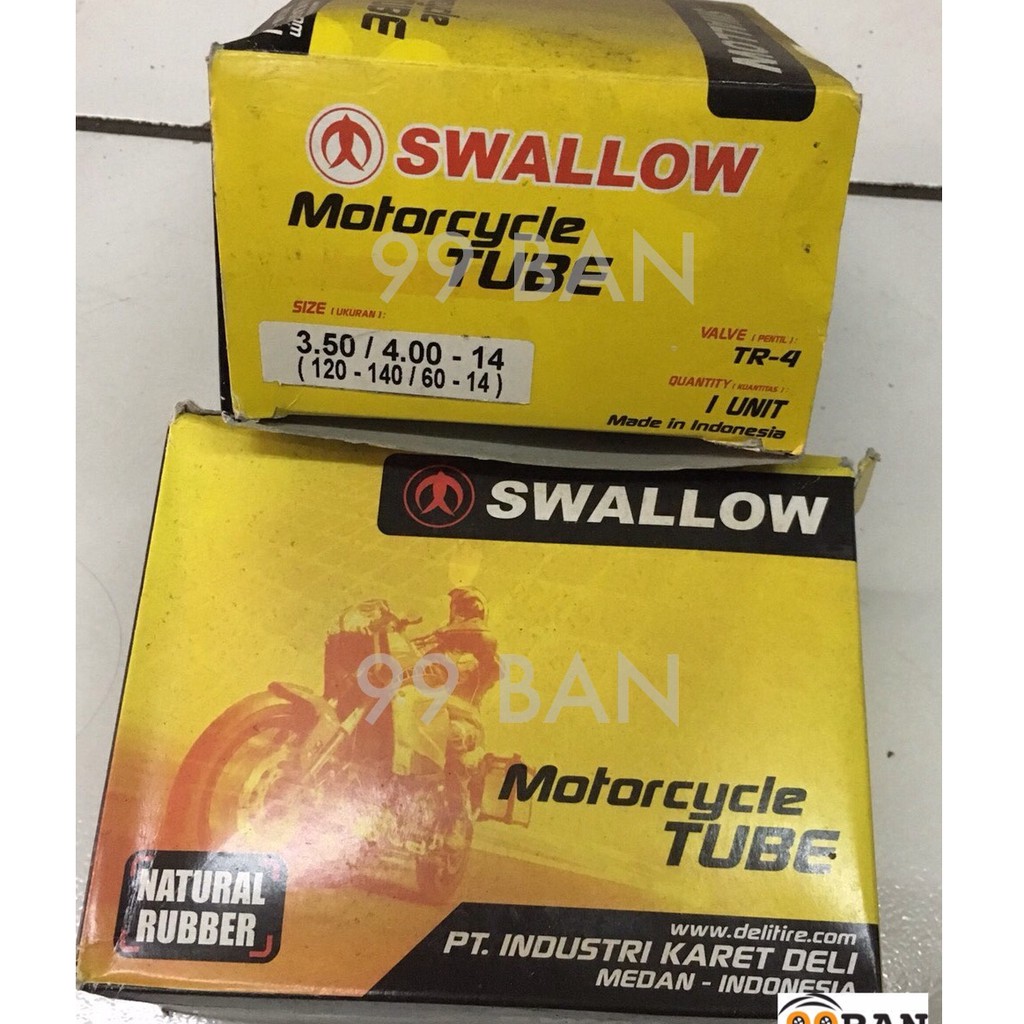 SWALLOW
Motorcycle
TUBE
99 BAN
SIZE (UKURAN):
3.50 / 4.00 - 14
( 120 - 140 / 60 - 14 )
VALVE (PENTIL):
TR-4
QUANTITY (KUANTITAS):
1 UNIT
Made in Indonesia
SWALLOW
99 BAN
Motorcycle
TUBE
NATURAL
RUBBER
www.delitire.com
PT. INDUSTRI KARET DELI
MEDAN - INDONESIA
99BAN